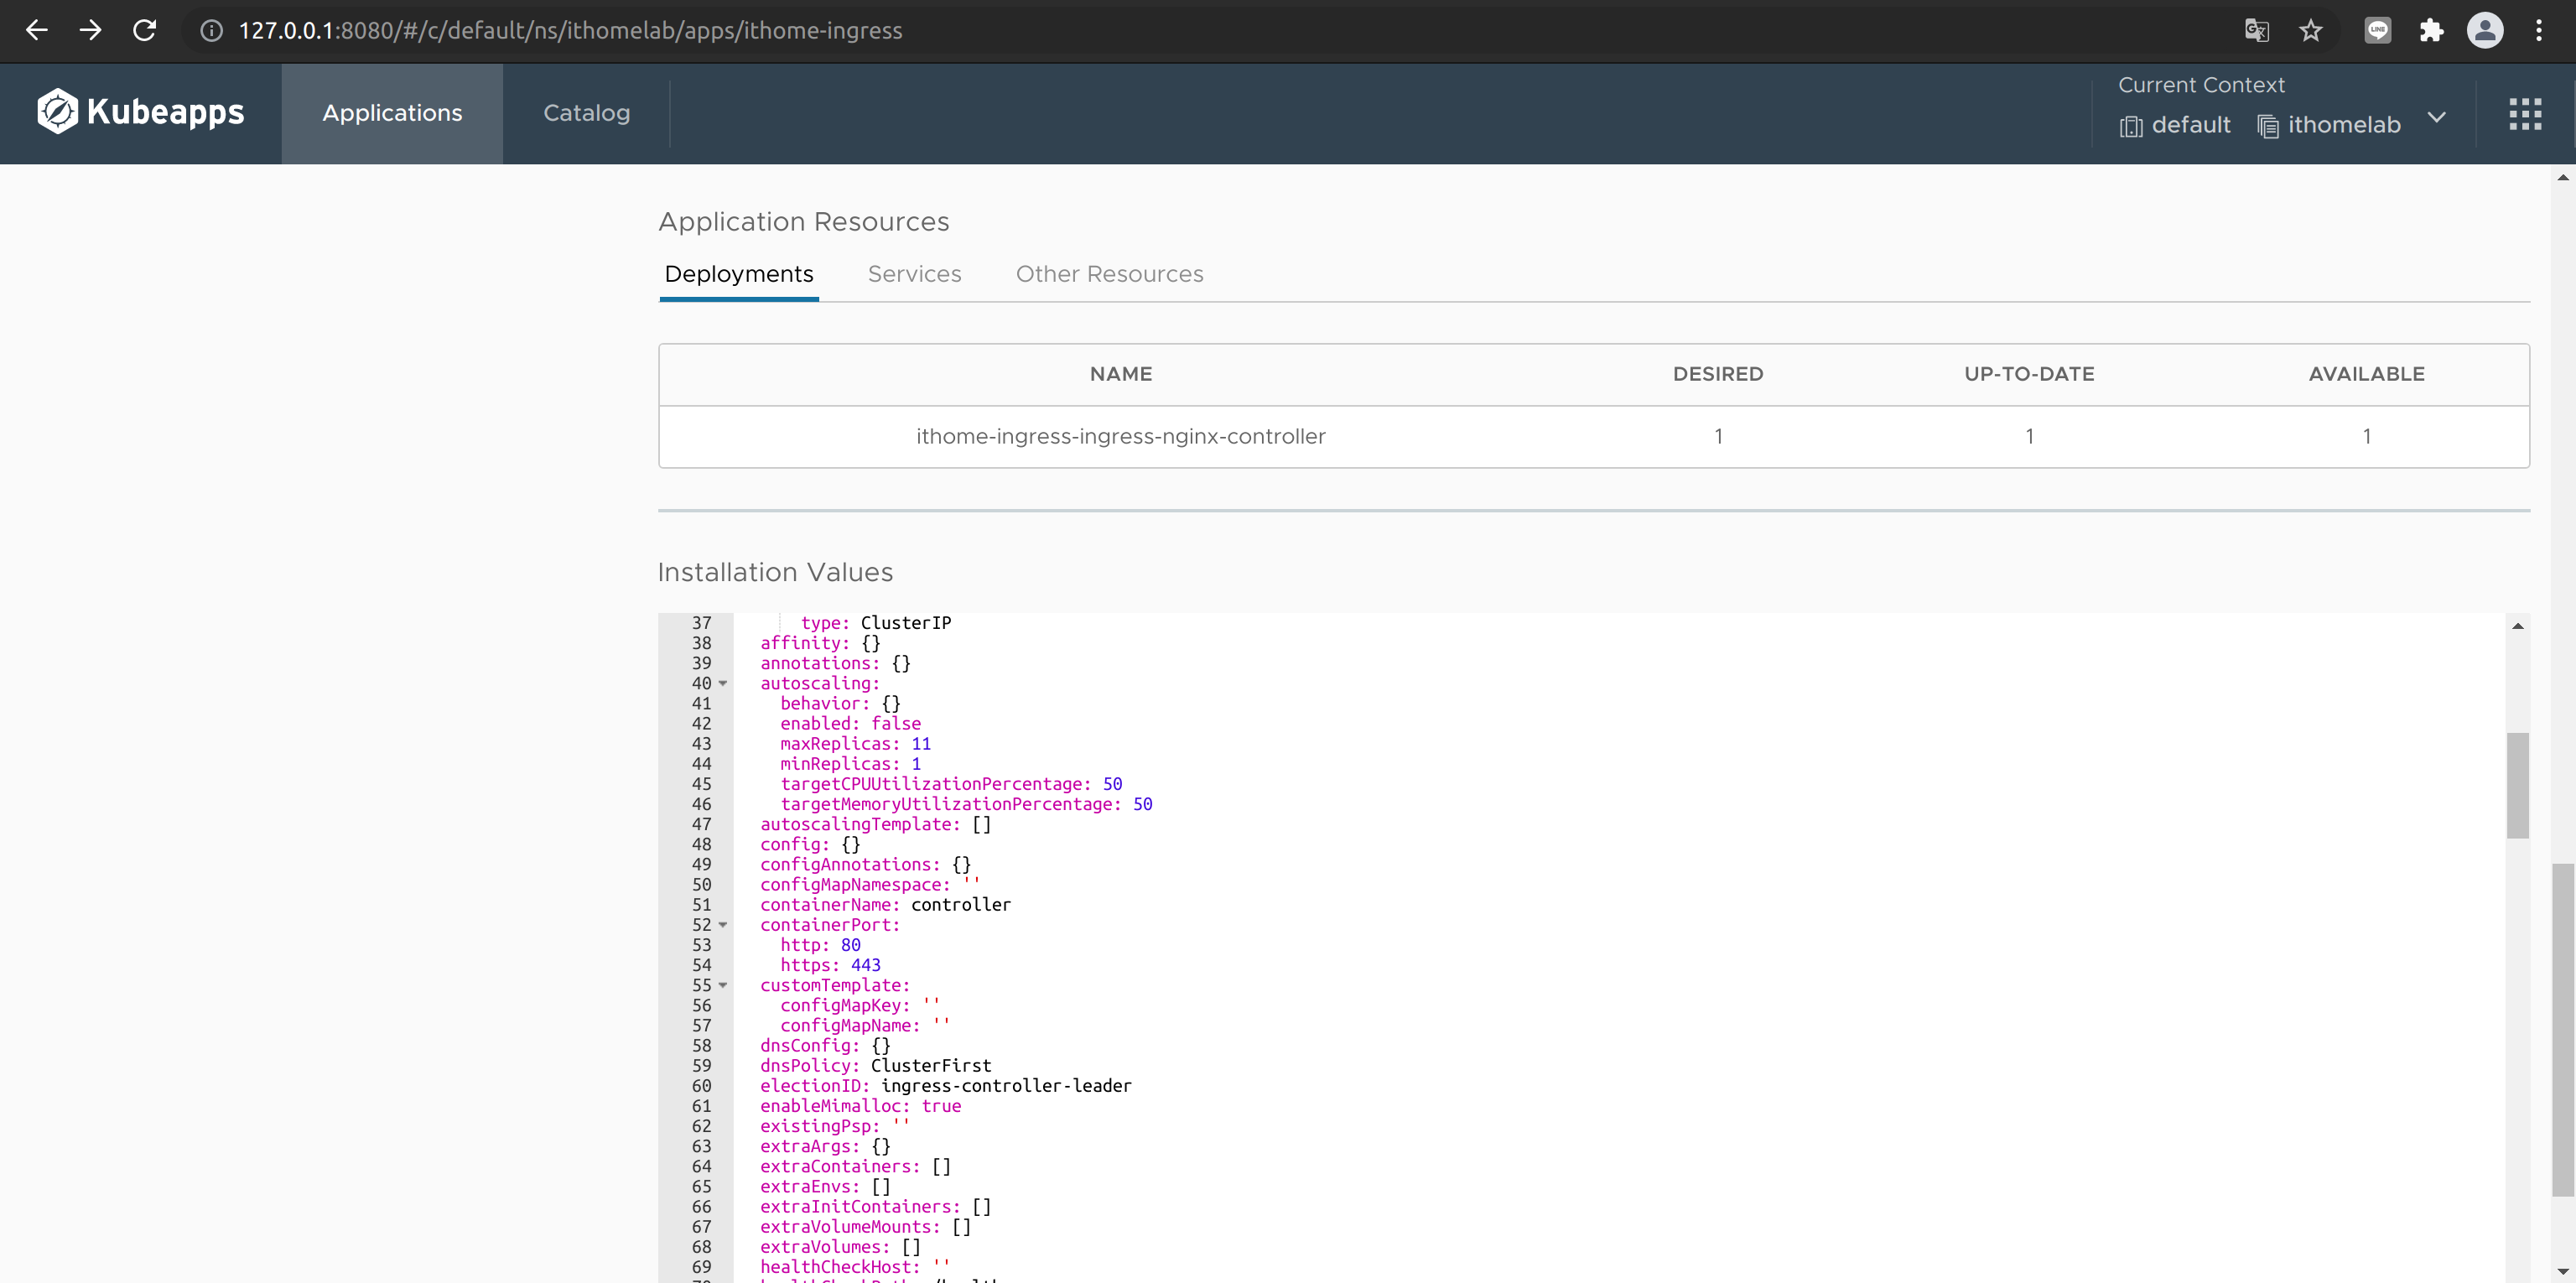 127.0.0.1:8080/#/c/default/ns/ithomelab/apps/ithome-ingress
LINE
Kubeapps
Applications
Catalog
Current Context
default
ithomelab
Application Resources
Deployments
Services
Other Resources
NAME DESIRED UP-TO-DATE AVAILABLE
ithome-ingress-ingress-nginx-controller 1 1 1
Installation Values
37 type: ClusterIP
38 affinity: {}
39 annotations: {}
40 autoscaling:
41 behavior: {}
42 enabled: false
43 maxReplicas: 11
44 minReplicas: 1
45 targetCPUUtilizationPercentage: 50
46 targetMemoryUtilizationPercentage: 50
47 autoscalingTemplate: []
48 config: {}
49 configAnnotations: {}
50 configMapNamespace: ''
51 containerName: controller
52 containerPort:
53 http: 80
54 https: 443
55 customTemplate:
56 configMapKey: ''
57 configMapName: ''
58 dnsConfig: {}
59 dnsPolicy: ClusterFirst
60 electionID: ingress-controller-leader
61 enableMimalloc: true
62 existingPsp: ''
63 extraArgs: {}
64 extraContainers: []
65 extraEnvs: []
66 extraInitContainers: []
67 extraVolumeMounts: []
68 extraVolumes: []
69 healthCheckHost: ''